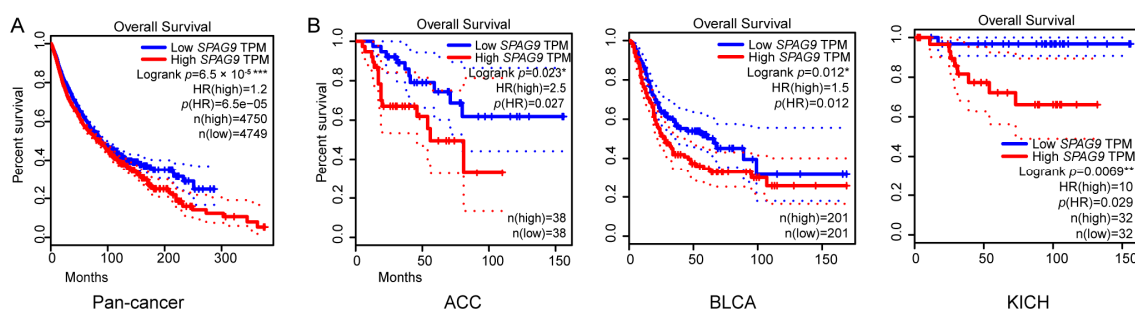 A
Overall Survival
Percent survival
0.0 0.2 0.4 0.6 0.8 1.0
Low SPAG9 TPM
High SPAG9 TPM
Logrank p=6.5 × 10-5 ****
HR(high)=1.2
p(HR)=6.5e−05
n(high)=4750
n(low)=4749
0 100 200 300
Months
Pan-cancer
B
Overall Survival
Percent survival
0.0 0.2 0.4 0.6 0.8 1.0
Low SPAG9 TPM
High SPAG9 TPM
Logrank p=0.023*
HR(high)=2.5
p(HR)=0.027
n(high)=38
n(low)=38
0 50 100 150
Months
ACC
Overall Survival
0.0 0.2 0.4 0.6 0.8 1.0
Low SPAG9 TPM
High SPAG9 TPM
Logrank p=0.012*
HR(high)=1.5
p(HR)=0.012
n(high)=201
n(low)=201
0 50 100 150
BLCA
Overall Survival
0.0 0.2 0.4 0.6 0.8 1.0
Low SPAG9 TPM
High SPAG9 TPM
Logrank p=0.0069**
HR(high)=10
p(HR)=0.029
n(high)=32
n(low)=32
0 50 100 150
KICH